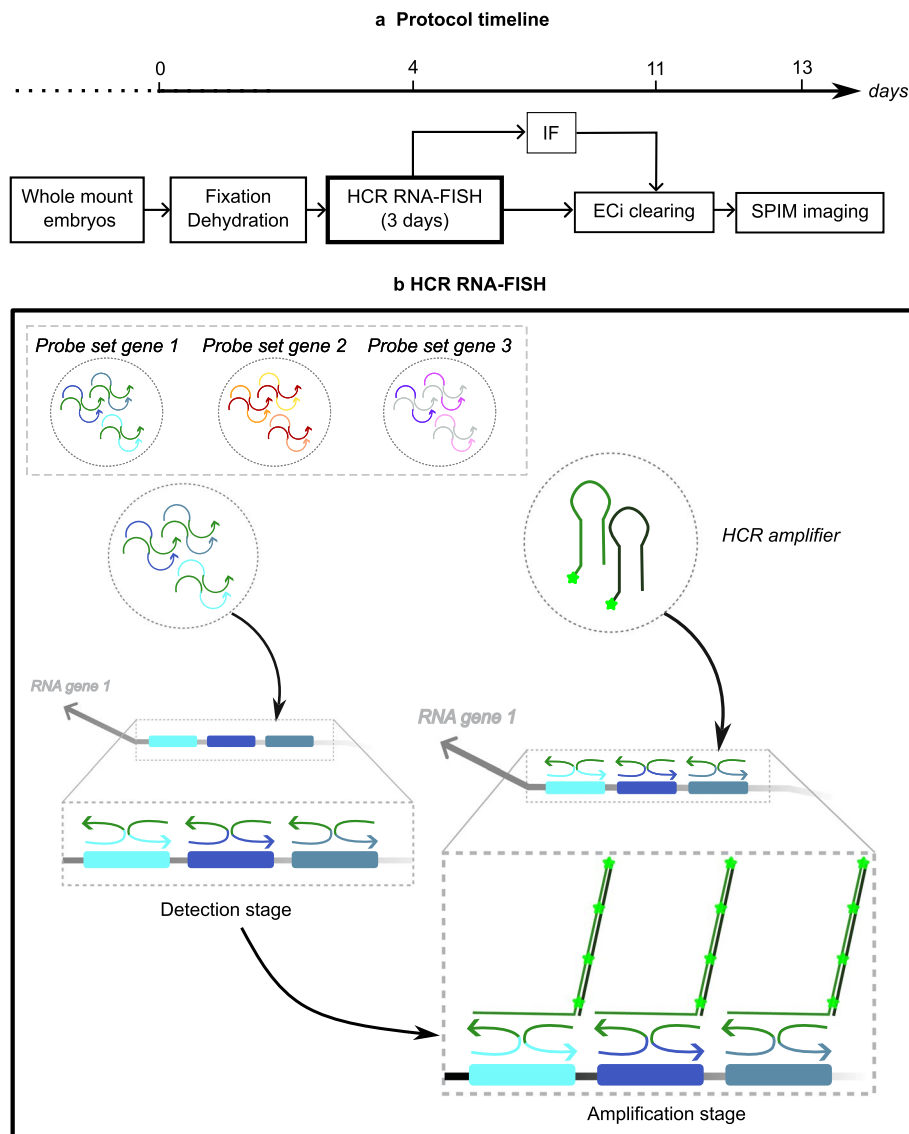 a Protocol timeline
0 4 11 13
days
IF
Whole mount
embryos
Fixation
Dehydration
HCR RNA-FISH
(3 days)
ECi clearing
SPIM imaging
b HCR RNA-FISH
Probe set gene 1
Probe set gene 2
Probe set gene 3
HCR amplifier
RNA gene 1
RNA gene 1
Detection stage
Amplification stage